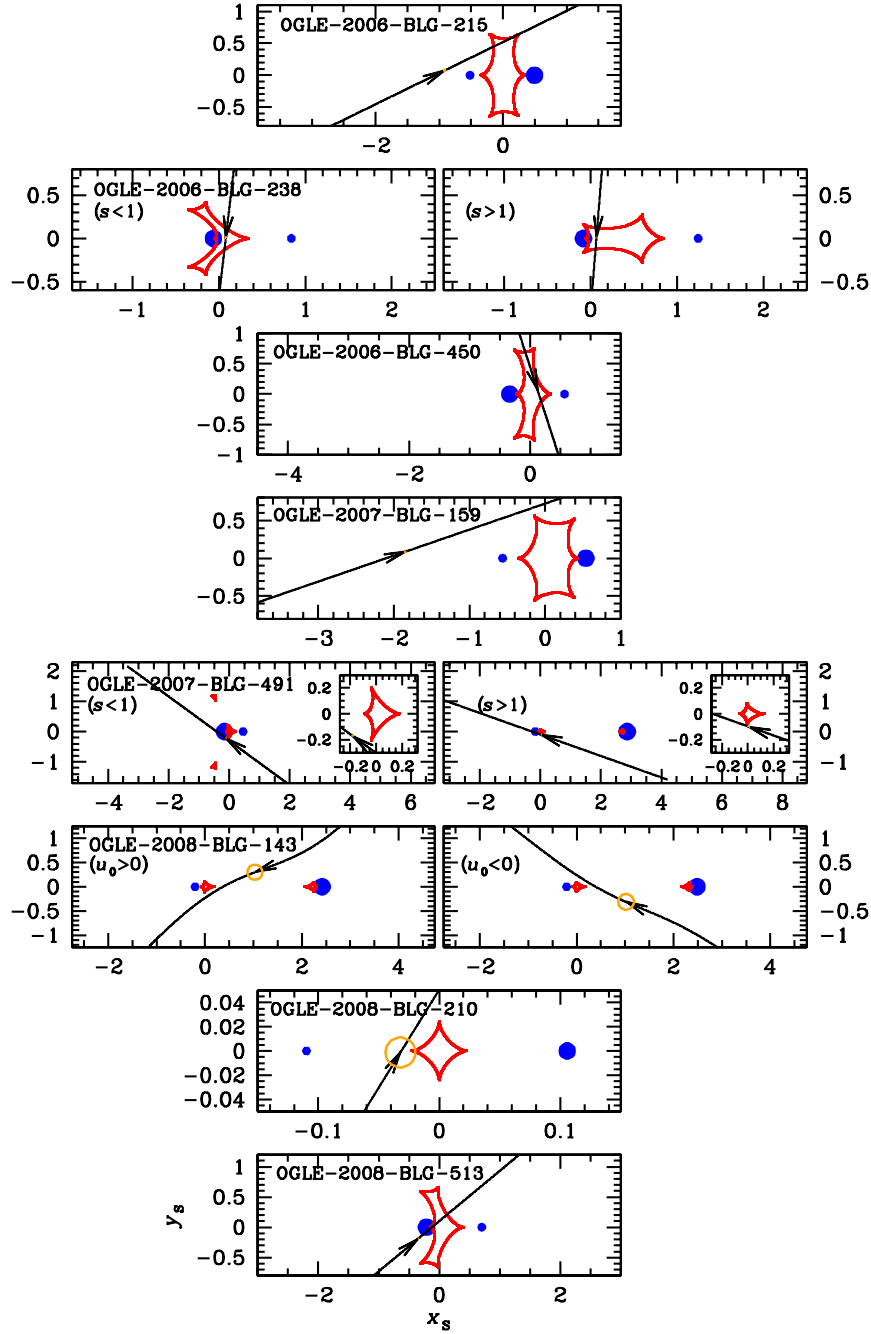 OGLE-2006-BLG-215
1
0.5
0
-0.5
-2 0
OGLE-2006-BLG-238
(s<1)
(s>1)
0.5 0.5
0 0
-0.5 -0.5
-1 0 1 2 -1 0 1 2
OGLE-2006-BLG-450
1
0.5
0
-0.5
-1
-4 -2 0
OGLE-2007-BLG-159
0.5
0
-0.5
-3 -2 -1 0 1
OGLE-2007-BLG-491
(s<1)
(s>1)
2 0.2 0.2 2
1 0 0 1
0 -0.2 -0.2 0
-1 -0.2 0 0.2 -0.2 0 0.2 -1
-4 -2 0 2 4 6 -2 0 2 4 6 8
OGLE-2008-BLG-143
(u₀>0)
(u₀<0)
1 1
0.5 0.5
0 0
-0.5 -0.5
-1 -1
-2 0 2 4 -2 0 2 4
OGLE-2008-BLG-210
0.04
0.02
0
-0.02
-0.04
-0.1 0 0.1
OGLE-2008-BLG-513
1
0.5
0
-0.5
yₛ
-2 0 2
xₛ